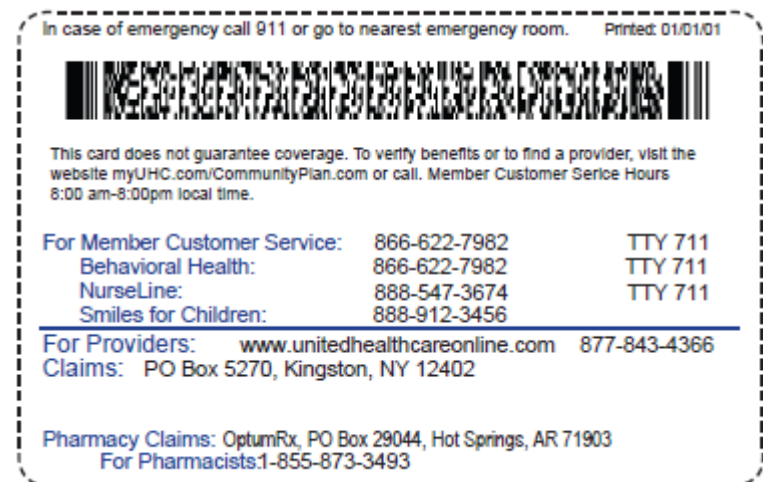 In case of emergency call 911 or go to nearest emergency room. Printed: 01/01/01
This card does not guarantee coverage. To verify benefits or to find a provider, visit the
website myUHC.com/CommunityPlan.com or call. Member Customer Serice Hours
8:00 am-8:00pm local time.
For Member Customer Service: 866-622-7982 TTY 711
Behavioral Health: 866-622-7982 TTY 711
NurseLine: 888-547-3674 TTY 711
Smiles for Children: 888-912-3456
For Providers: www.unitedhealthcareonline.com 877-843-4366
Claims: PO Box 5270, Kingston, NY 12402
Pharmacy Claims: OptumRx, PO Box 29044, Hot Springs, AR 71903
For Pharmacists:1-855-873-3493